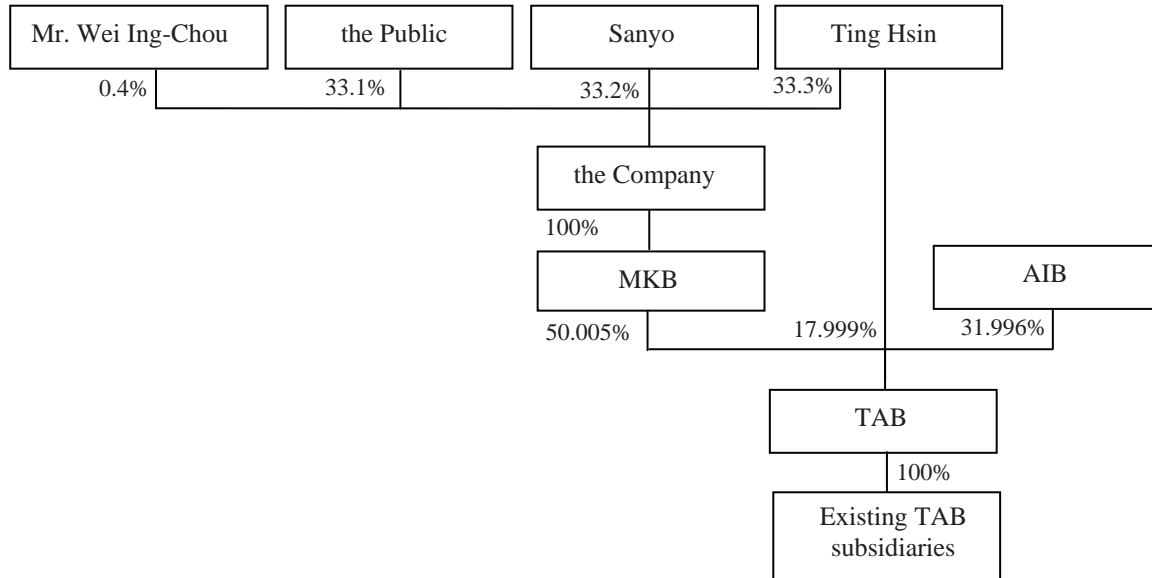 Mr. Wei Ing-Chou
the Public
Sanyo
Ting Hsin
0.4%
33.1%
33.2%
33.3%
the Company
100%
MKB
AIB
50.005%
17.999%
31.996%
TAB
100%
Existing TAB
subsidiaries